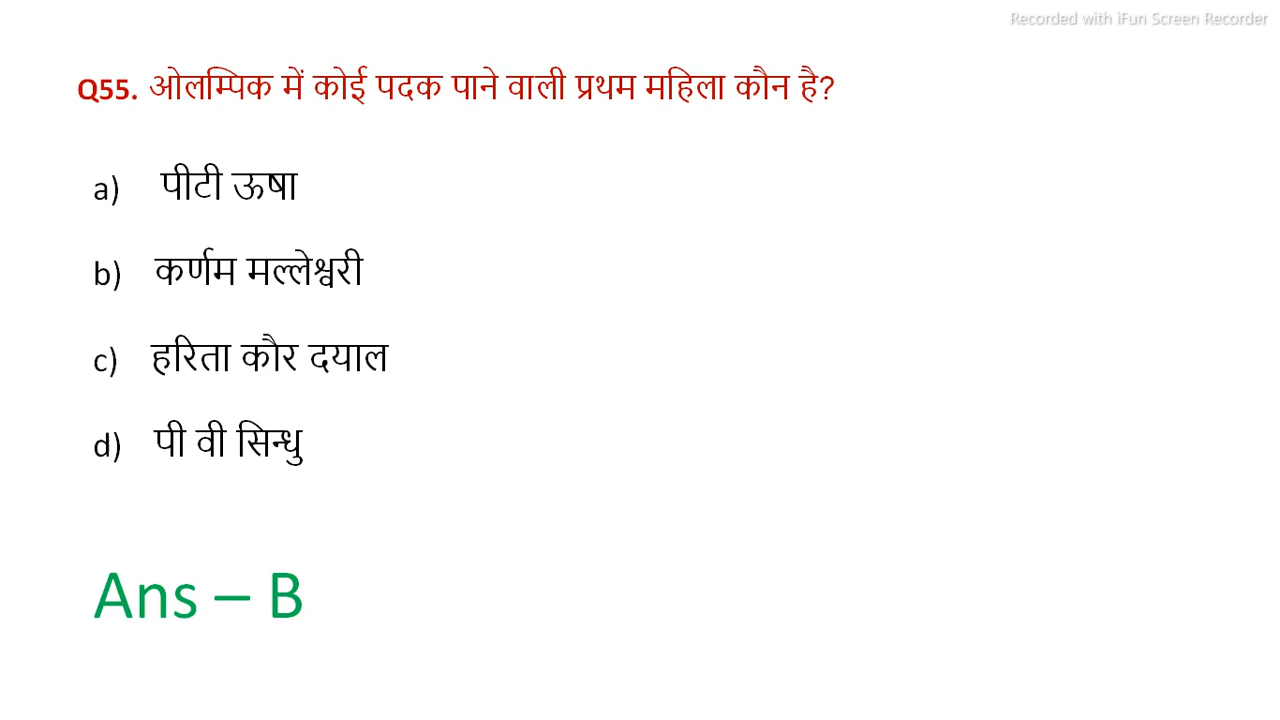 Recorded with iFun Screen Recorder
Q55. ओलम्पिक में कोई पदक पाने वाली प्रथम महिला कौन है?
a) पीटी ऊषा
b) कर्णम मल्लेश्वरी
c) हरिता कौर दयाल
d) पी वी सिन्धु
Ans – B